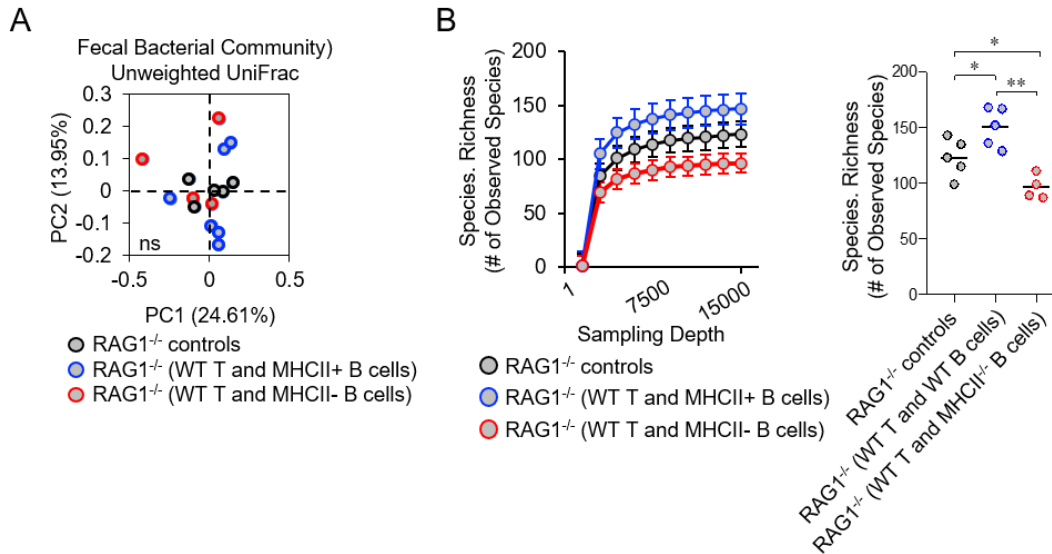 A
Fecal Bacterial Community)
Unweighted UniFrac
0.3
0.2
0.1
0
-0.1
-0.2
PC2 (13.95%)
ns
-0.5
0
0.5
PC1 (24.61%)
RAG1-/- controls
RAG1-/- (WT T and MHCII+ B cells)
RAG1-/- (WT T and MHCII- B cells)
B
Species. Richness
(# of Observed Species)
200
150
100
50
0
1
7500
15000
Sampling Depth
RAG1-/- controls
RAG1-/- (WT T and MHCII+ B cells)
RAG1-/- (WT T and MHCII- B cells)
Species. Richness
(# of Observed Species)
200
150
100
50
0
*
*
**
RAG1-/- controls
RAG1-/- (WT T and WT B cells)
RAG1-/- (WT T and MHCII-/- B cells)